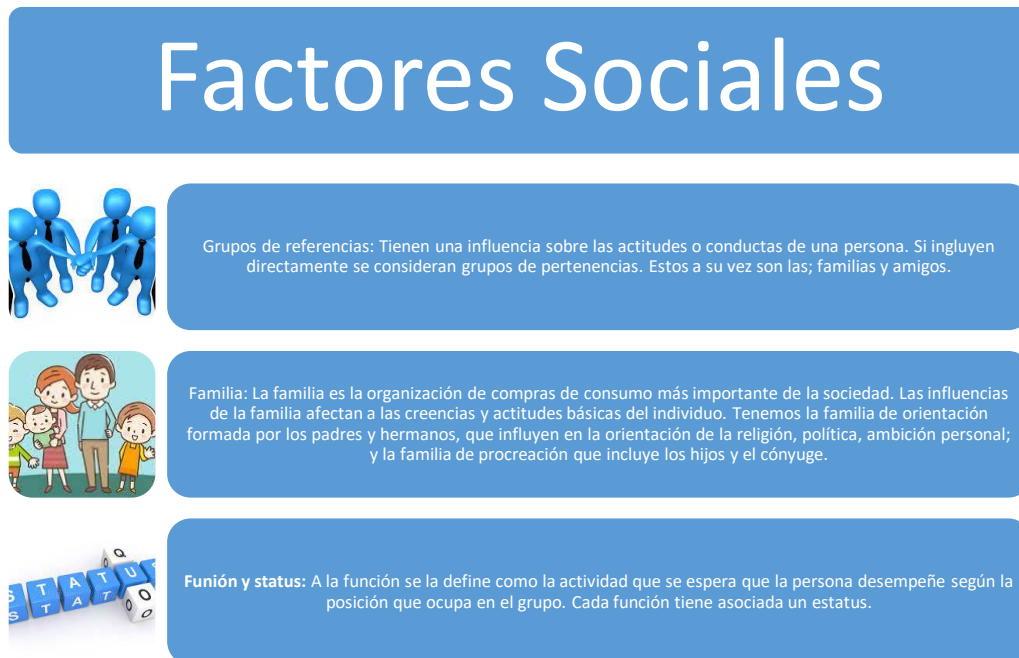 Factores Sociales
Grupos de referencias: Tienen una influencia sobre las actitudes o conductas de una persona. Si ingluyen
directamente se consideran grupos de pertenencias. Estos a su vez son las; familias y amigos.
Familia: La familia es la organización de compras de consumo más importante de la sociedad. Las influencias
de la familia afectan a las creencias y actitudes básicas del individuo. Tenemos la familia de orientación
formada por los padres y hermanos, que influyen en la orientación de la religión, política, ambición personal;
y la familia de procreación que incluye los hijos y el cónyuge.
STATUS
STAT
Funión y status: A la función se la define como la actividad que se espera que la persona desempeñe según la
posición que ocupa en el grupo. Cada función tiene asociada un estatus.